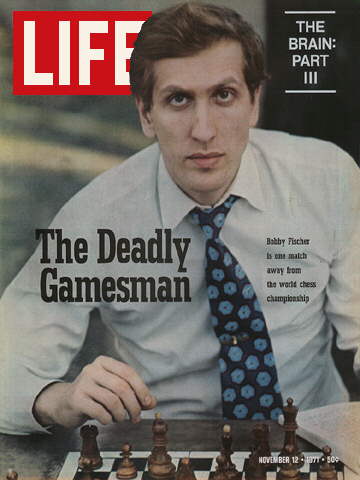 LIFE
THE
BRAIN:
PART
III
The Deadly
Gamesman
Bobby Fischer
is one match
away from
the world chess
championship
NOVEMBER 12 • 1971 • 50¢